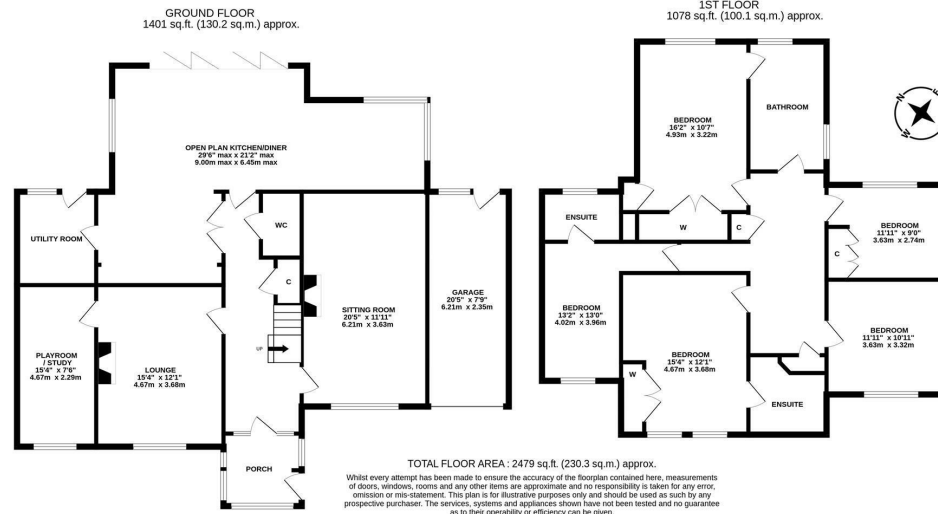 GROUND FLOOR
1401 sq.ft. (130.2 sq.m.) approx.
OPEN PLAN KITCHEN/DINER
29'6" max x 21'2" max
9.00m max x 6.45m max
UTILITY ROOM
WC
C
PLAYROOM
/ STUDY
15'4" x 7'6"
4.67m x 2.29m
LOUNGE
15'4" x 12'1"
4.67m x 3.68m
UP
SITTING ROOM
20'5" x 11'11"
6.21m x 3.63m
GARAGE
20'5" x 7'9"
6.21m x 2.35m
PORCH
1ST FLOOR
1078 sq.ft. (100.1 sq.m.) approx.
BEDROOM
16'2" x 10'7"
4.93m x 3.22m
BATHROOM
N
E
W
ENSUITE
W
C
BEDROOM
11'11" x 9'0"
3.63m x 2.74m
C
BEDROOM
13'2" x 13'0"
4.02m x 3.96m
BEDROOM
15'4" x 12'1"
4.67m x 3.68m
W
BEDROOM
11'11" x 10'11"
3.63m x 3.32m
ENSUITE
TOTAL FLOOR AREA : 2479 sq.ft. (230.3 sq.m.) approx.
Whilst every attempt has been made to ensure the accuracy of the floorplan contained here, measurements
of doors, windows, rooms and any other items are approximate and no responsibility is taken for any error,
omission or mis-statement. This plan is for illustrative purposes only and should be used as such by any
prospective purchaser. The services, systems and appliances shown have not been tested and no guarantee
as to their operability or efficiency can be given.